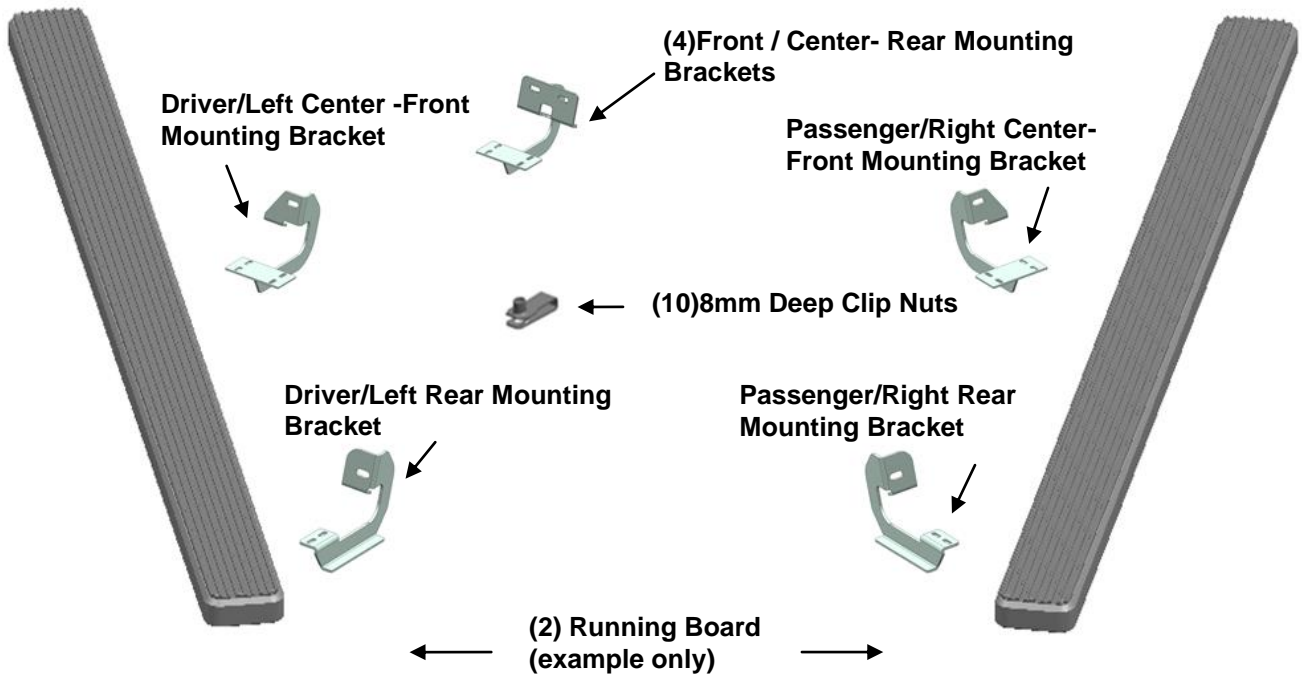 (4)Front / Center- Rear Mounting
Brackets
Driver/Left Center -Front
Mounting Bracket
Passenger/Right Center-
Front Mounting Bracket
(10)8mm Deep Clip Nuts
Driver/Left Rear Mounting
Bracket
Passenger/Right Rear
Mounting Bracket
(2) Running Board
(example only)